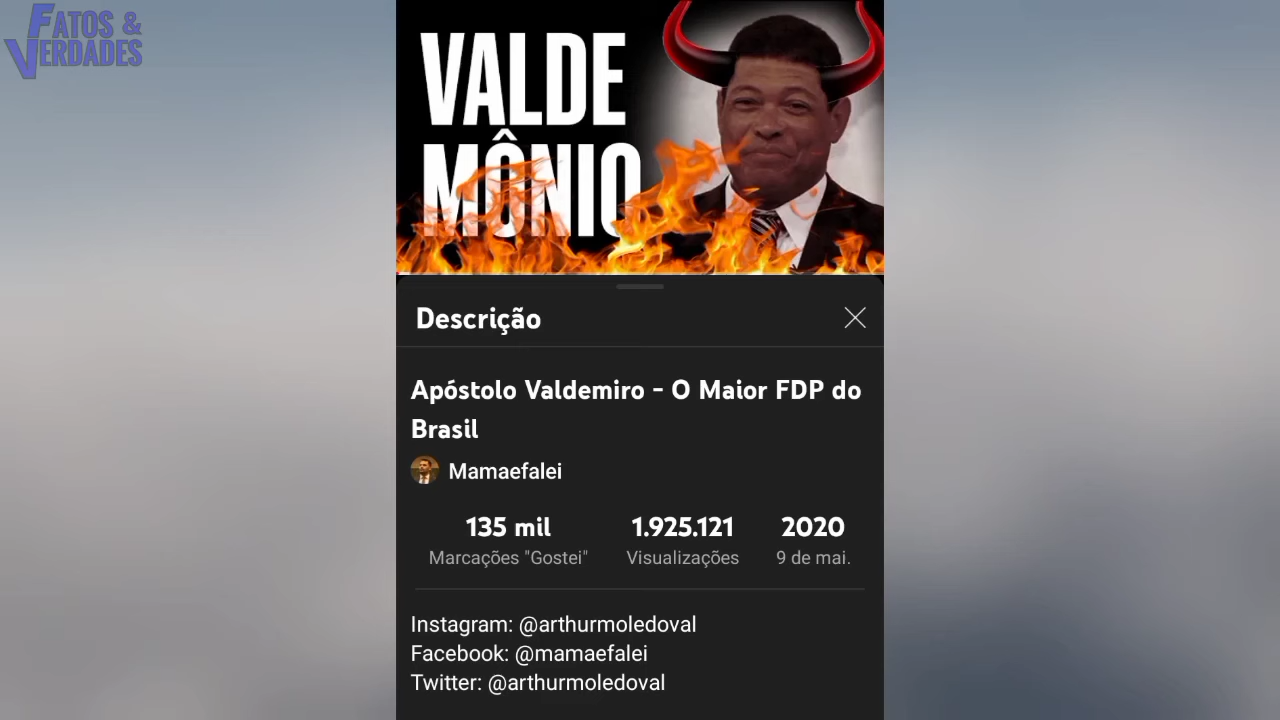 FATOS &
VERDADES
VALDE
MÔNIO
Descrição
Apóstolo Valdemiro - O Maior FDP do
Brasil
Mamaefalei
135 mil 1.925.121 2020
Marcações "Gostei" Visualizações 9 de mai.
Instagram: @arthurmoledoval
Facebook: @mamaefalei
Twitter: @arthurmoledoval